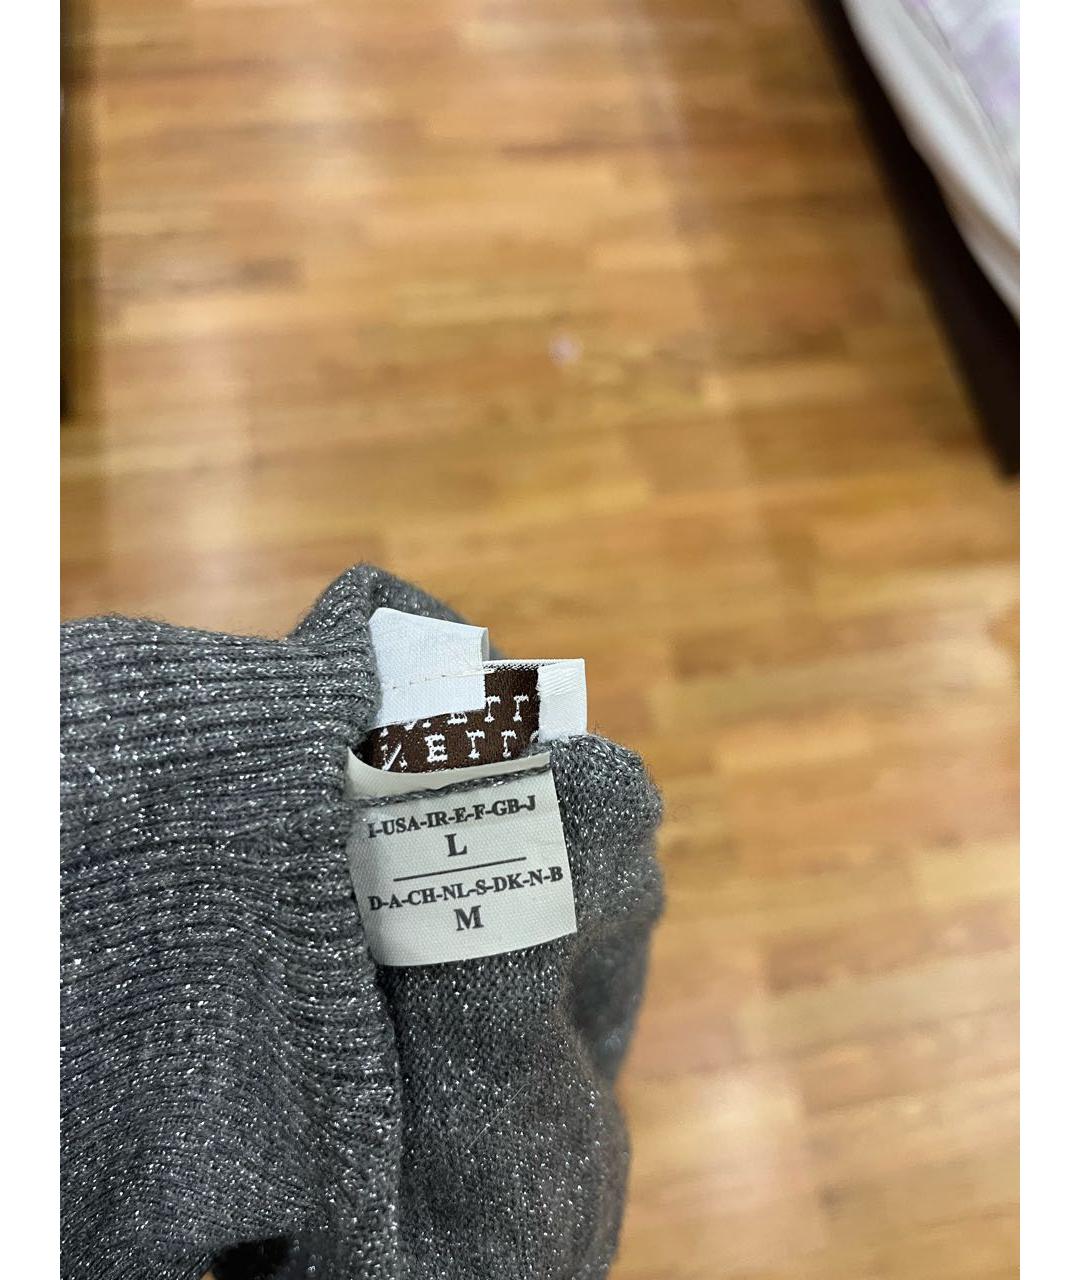 I-USA-IR-E-F-GB-J
L
D-A-CH-NL-S-DK-N-B
M